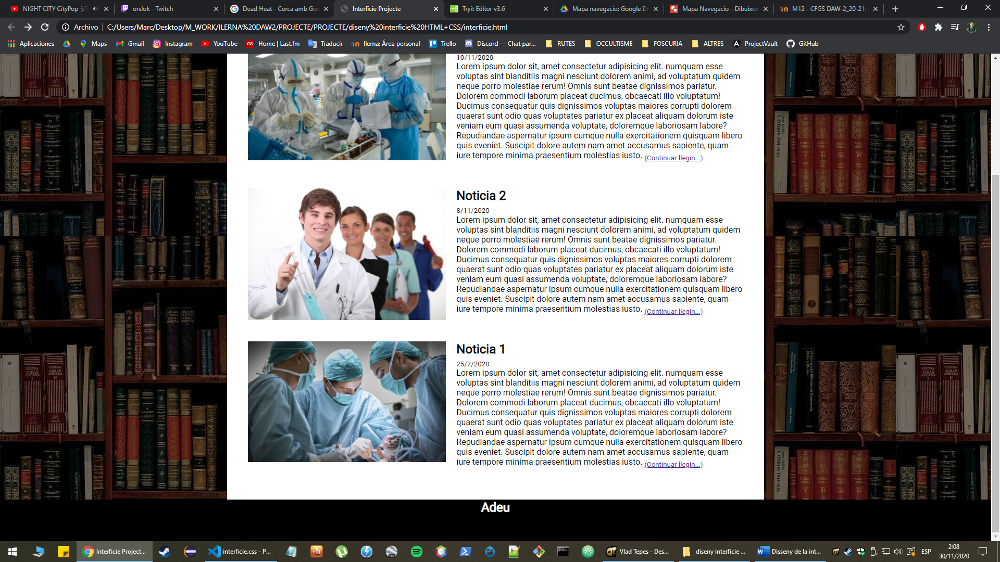 NIGHT CITY CityPop シテ
orslok - Twitch
Dead Heat - Cerca amb Goo
Interficie Projecte
Tryit Editor v3.6
Mapa navegacio: Google Dr
Mapa Navegacio - Dibuixos
M12 - CFGS DAW-2_20-21:
Archivo
C:/Users/Marc/Desktop/M_WORK/ILERNA%20DAW2/PROJECTE/PROJECTE/diseny%20interficie%20HTML+CSS/interficie.html
Aplicaciones
Maps
Gmail
Instagram
YouTube
Home | Last.fm
Traducir
Ilerna: Área personal
Trello
Discord — Chat par...
RUTES
OCCULTISME
FOSCURIA
ALTRES
ProjectVault
GitHub
10/11/2020
Lorem ipsum dolor sit, amet consectetur adipisicing elit. numquam esse
voluptas sint blanditiis magni nesciunt dolorem animi, ad voluptatum quidem
neque porro molestiae rerum! Omnis sunt beatae dignissimos pariatur.
Dolorem commodi laborum placeat ducimus, obcaecati illo voluptatum!
Ducimus consequatur quis dignissimos voluptas maiores corrupti dolorem
quaerat sunt odio quas voluptates pariatur ex placeat aliquam dolorum iste
veniam eum quasi assumenda voluptate, doloremque laboriosam labore?
Repudiandae aspernatur ipsum cumque nulla exercitationem quisquam libero
quis eveniet. Suscipit dolore autem nam amet accusamus sapiente, quam
iure tempore minima praesentium molestias iusto. (Continuar llegin...)
Noticia 2
8/11/2020
Lorem ipsum dolor sit, amet consectetur adipisicing elit. numquam esse
voluptas sint blanditiis magni nesciunt dolorem animi, ad voluptatum quidem
neque porro molestiae rerum! Omnis sunt beatae dignissimos pariatur.
Dolorem commodi laborum placeat ducimus, obcaecati illo voluptatum!
Ducimus consequatur quis dignissimos voluptas maiores corrupti dolorem
quaerat sunt odio quas voluptates pariatur ex placeat aliquam dolorum iste
veniam eum quasi assumenda voluptate, doloremque laboriosam labore?
Repudiandae aspernatur ipsum cumque nulla exercitationem quisquam libero
quis eveniet. Suscipit dolore autem nam amet accusamus sapiente, quam
iure tempore minima praesentium molestias iusto. (Continuar llegin...)
Noticia 1
25/7/2020
Lorem ipsum dolor sit, amet consectetur adipisicing elit. numquam esse
voluptas sint blanditiis magni nesciunt dolorem animi, ad voluptatum quidem
neque porro molestiae rerum! Omnis sunt beatae dignissimos pariatur.
Dolorem commodi laborum placeat ducimus, obcaecati illo voluptatum!
Ducimus consequatur quis dignissimos voluptas maiores corrupti dolorem
quaerat sunt odio quas voluptates pariatur ex placeat aliquam dolorum iste
veniam eum quasi assumenda voluptate, doloremque laboriosam labore?
Repudiandae aspernatur ipsum cumque nulla exercitationem quisquam libero
quis eveniet. Suscipit dolore autem nam amet accusamus sapiente, quam
iure tempore minima praesentium molestias iusto. (Continuar llegin...)
Adeu
Interficie Project...
interficie.css - P...
Vlad Tepes - Des...
diseny interficie ...
Disseny de la int...
ESP
2:08
30/11/2020